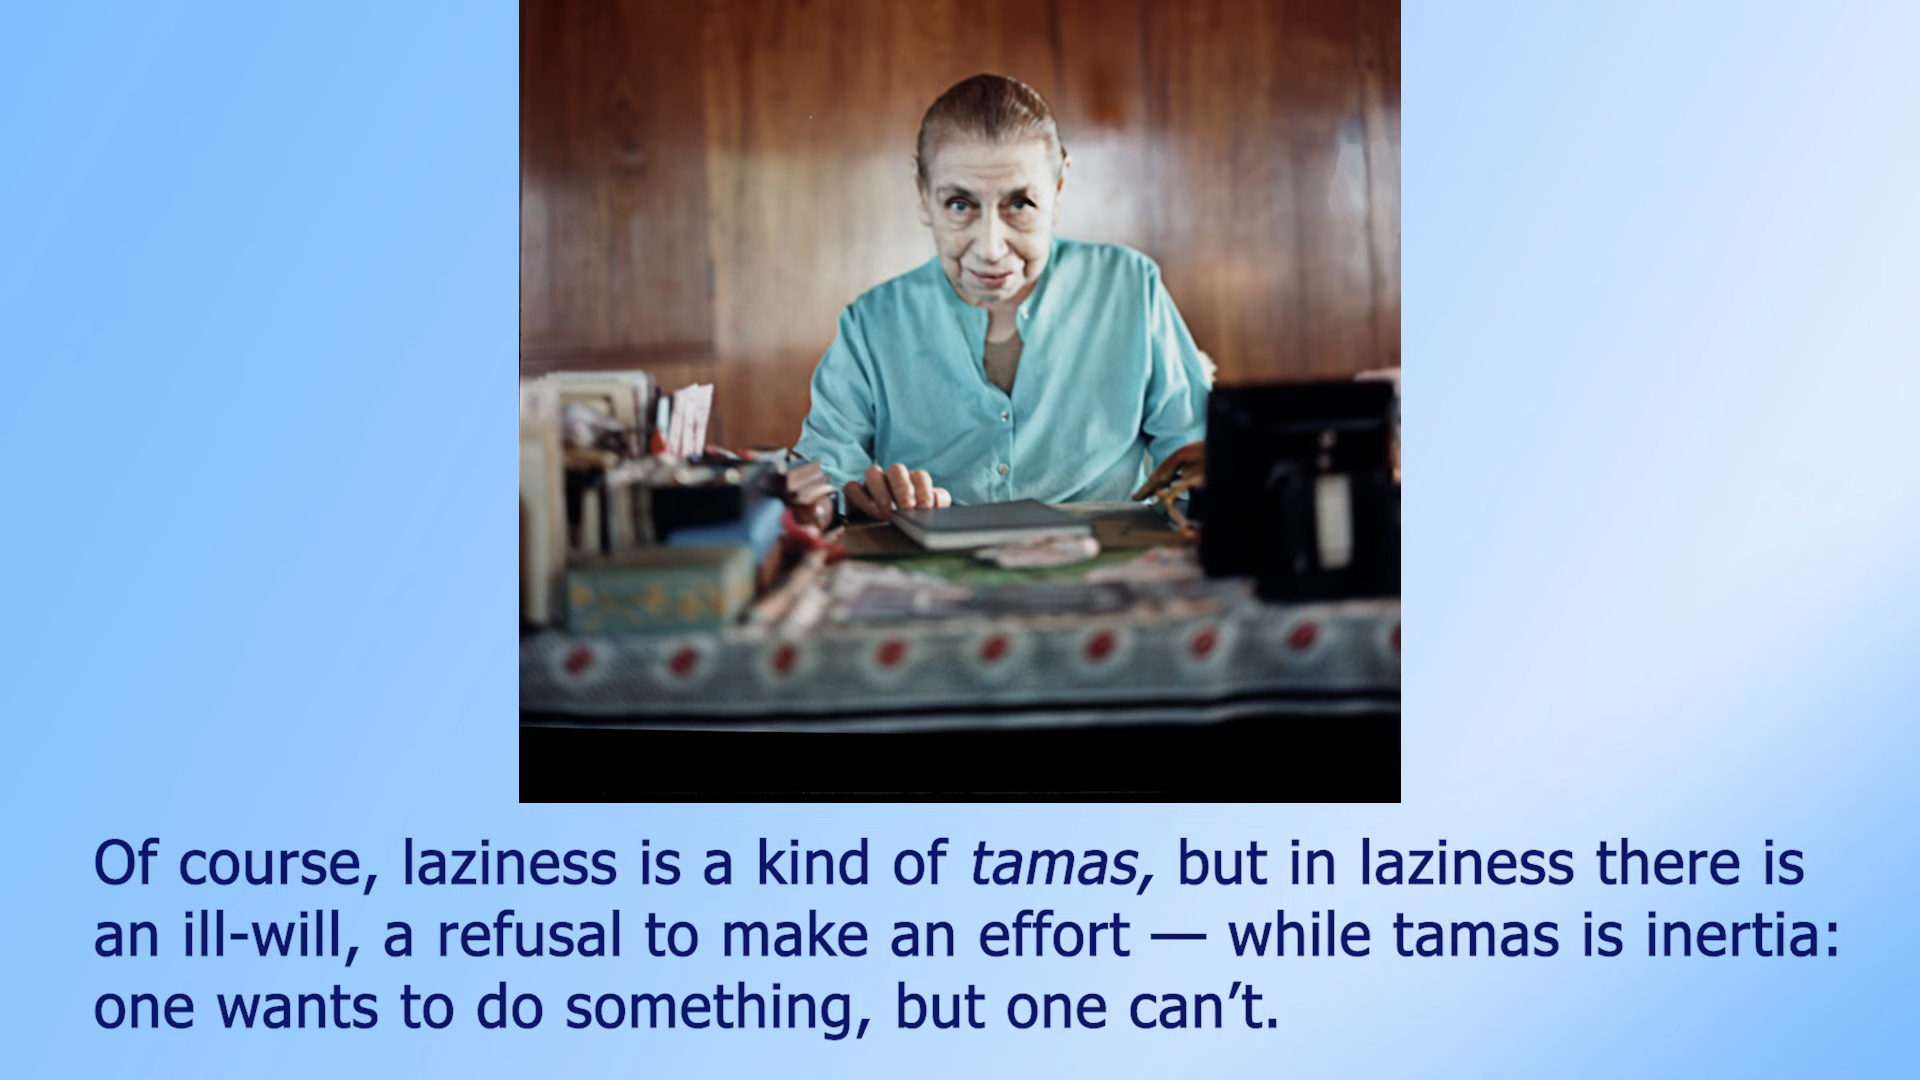 Of course, laziness is a kind of tamas, but in laziness there is
an ill-will, a refusal to make an effort — while tamas is inertia:
one wants to do something, but one can’t.